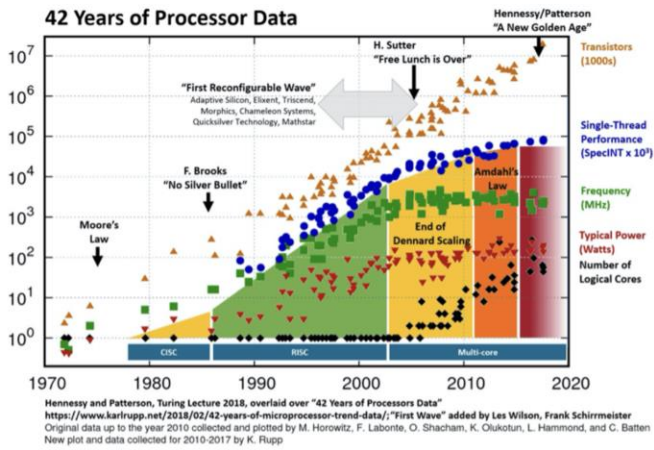 42 Years of Processor Data
Hennessy/Patterson
"A New Golden Age"
H. Sutter
"Free Lunch is Over"
Transistors
(1000s)
"First Reconfigurable Wave"
Adaptive Silicon, Elixent, Triscend,
Morphics, Chameleon Systems,
Quicksilver Technology, Mathstar
Single-Thread
Performance
(SpecINT x 10³)
F. Brooks
"No Silver Bullet"
Amdahl's
Law
Frequency
(MHz)
Moore's
Law
End of
Dennard Scaling
Typical Power
(Watts)
Number of
Logical Cores
10⁷
10⁶
10⁵
10⁴
10³
10²
10¹
10⁰
CISC
RISC
Multi-core
1970
1980
1990
2000
2010
2020
Hennessy and Patterson, Turing Lecture 2018, overlaid over "42 Years of Processors Data"
https://www.karlrupp.net/2018/02/42-years-of-microprocessor-trend-data/; "First Wave" added by Les Wilson, Frank Schirrmeister
Original data up to the year 2010 collected and plotted by M. Horowitz, F. Labonte, O. Shacham, K. Olukotun, L. Hammond, and C. Batten
New plot and data collected for 2010-2017 by K. Rupp